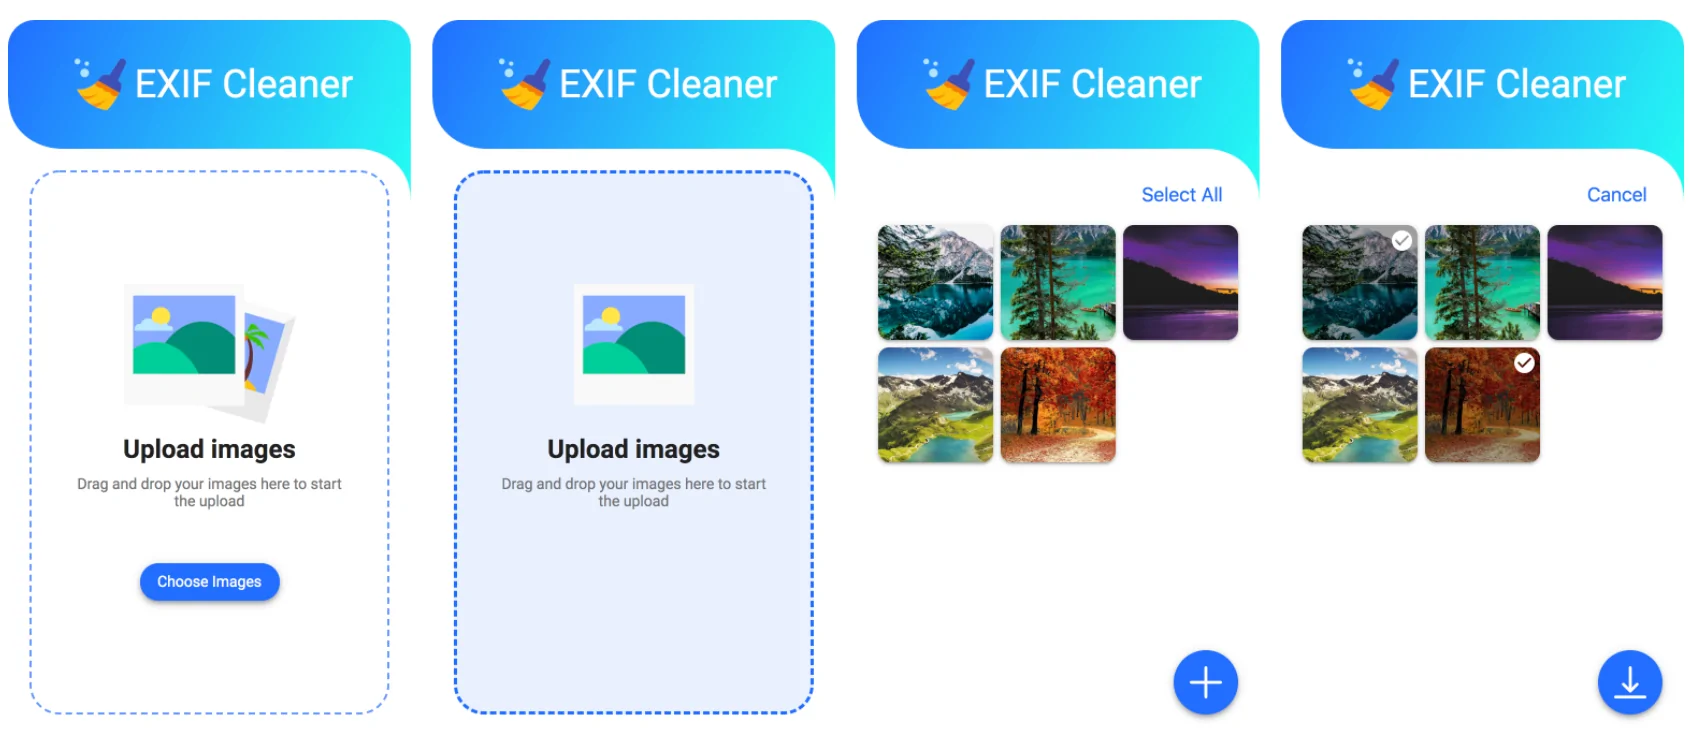 EXIF Cleaner
Upload images
Drag and drop your images here to start
the upload
Choose Images
EXIF Cleaner
Upload images
Drag and drop your images here to start
the upload
EXIF Cleaner
Select All
EXIF Cleaner
Cancel